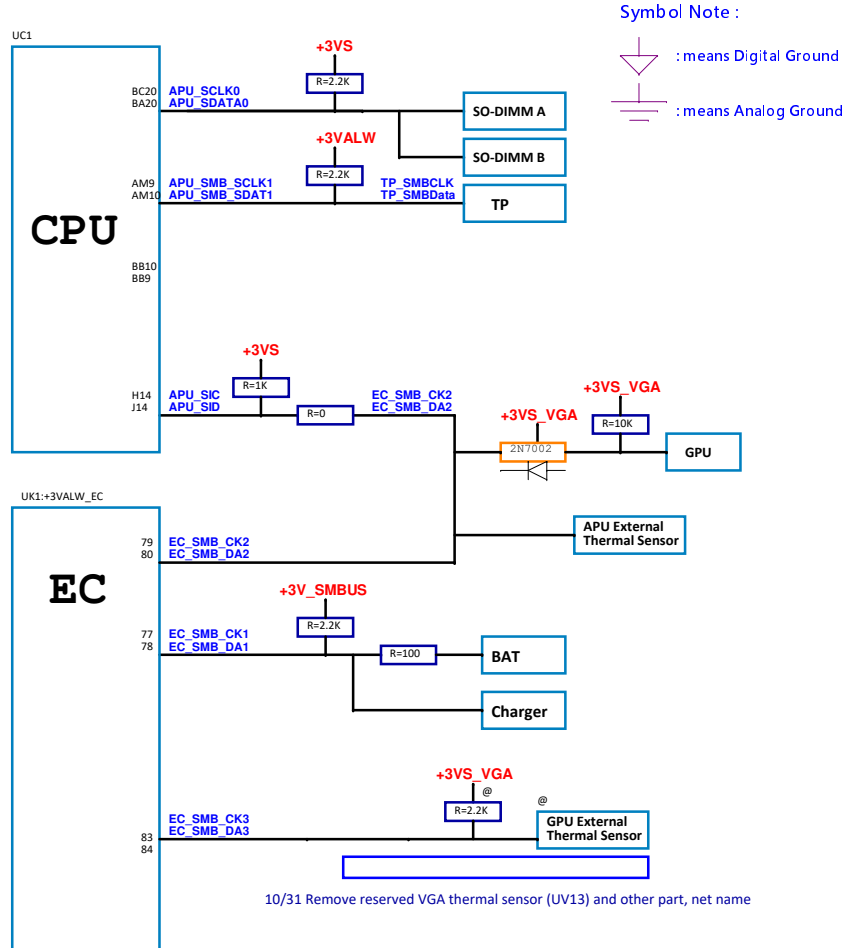 Symbol Note :
: means Digital Ground
: means Analog Ground
UC1
CPU
+3VS
R=2.2K
BC20 APU_SCLK0
BA20 APU_SDATA0
SO-DIMM A
SO-DIMM B
+3VALW
R=2.2K
AM9 APU_SMB_SCLK1 TP_SMBCLK
AM10 APU_SMB_SDAT1 TP_SMBData
TP
BB10
BB9
+3VS
R=1K
H14 APU_SIC EC_SMB_CK2
J14 APU_SID EC_SMB_DA2
R=0
+3VS_VGA
+3VS_VGA
R=10K
2N7002
GPU
UK1:+3VALW_EC
EC
APU External
Thermal Sensor
79 EC_SMB_CK2
80 EC_SMB_DA2
+3V_SMBUS
R=2.2K
77 EC_SMB_CK1
78 EC_SMB_DA1
R=100
BAT
Charger
+3VS_VGA
@
@
R=2.2K
GPU External
Thermal Sensor
83 EC_SMB_CK3
84 EC_SMB_DA3
10/31 Remove reserved VGA thermal sensor (UV13) and other part, net name